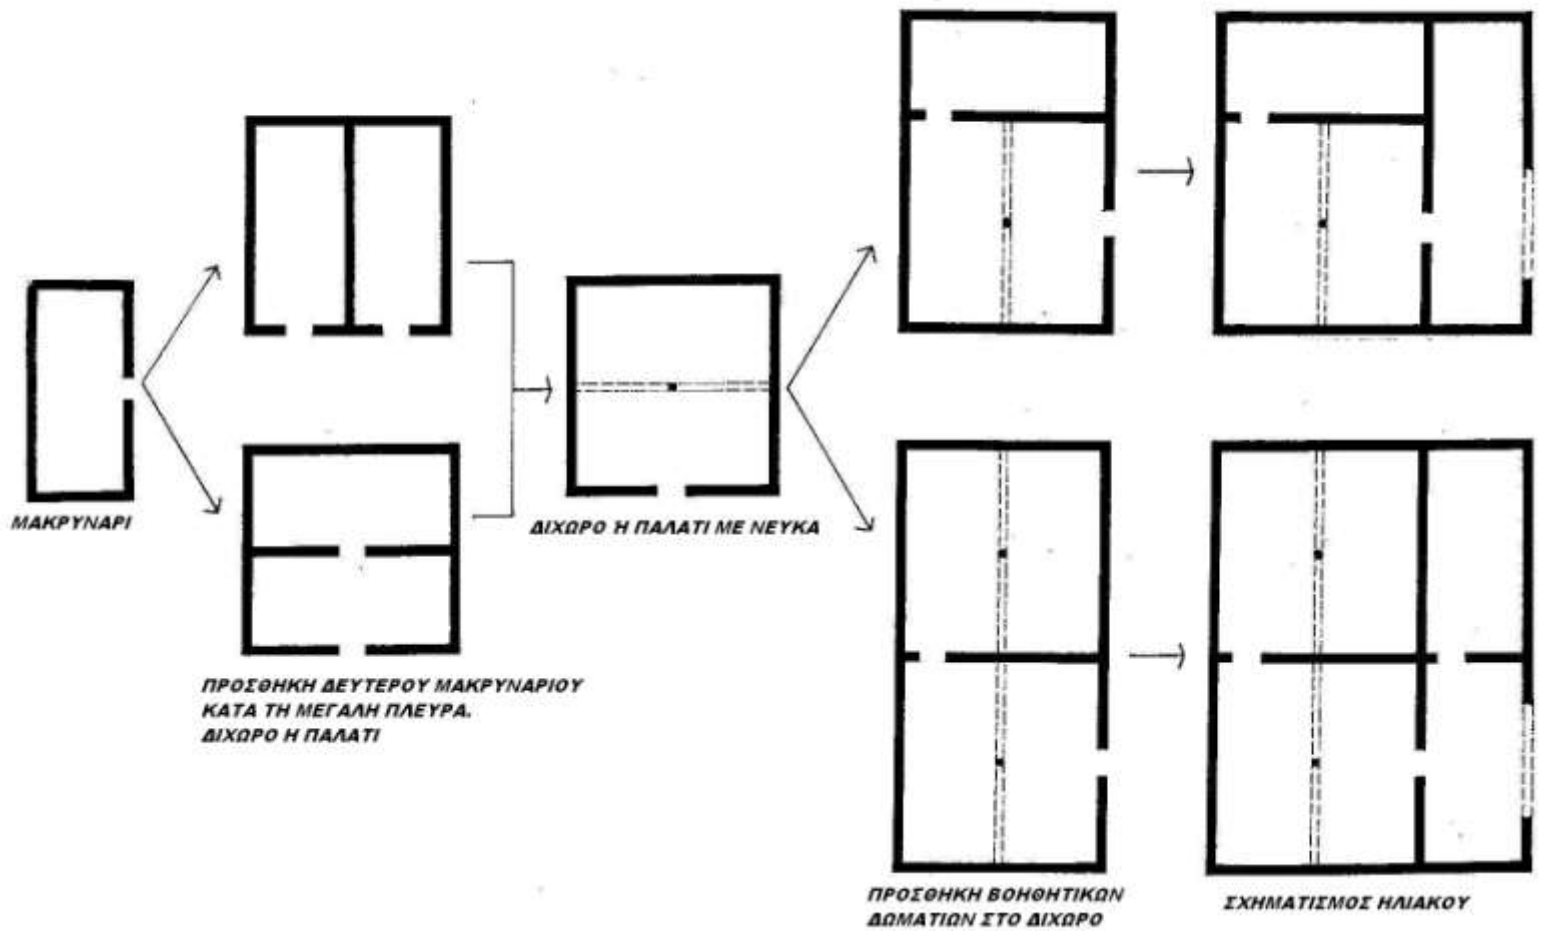 ΜΑΚΡΥΝΑΡΙ
ΠΡΟΣΘΗΚΗ ΔΕΥΤΕΡΟΥ ΜΑΚΡΥΝΑΡΙΟΥ
ΚΑΤΑ ΤΗ ΜΕΓΑΛΗ ΠΛΕΥΡΑ.
ΔΙΧΩΡΟ Η ΠΑΛΑΤΙ
ΔΙΧΩΡΟ Ή ΠΑΛΑΤΙ ΜΕ ΝΕΥΚΑ
ΠΡΟΣΘΗΚΗ ΒΟΗΘΗΤΙΚΩΝ
ΔΩΜΑΤΙΩΝ ΣΤΟ ΔΙΧΩΡΟ
ΣΧΗΜΑΤΙΣΜΟΣ ΗΛΙΑΚΟΥ